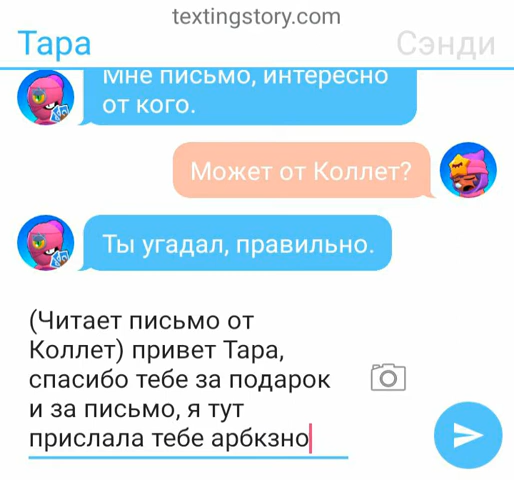 textingstory.com
Тара
Сэнди
мне письмо, интересно
от кого.
Может от Коллет?
Ты угадал, правильно.
(Читает письмо от
Коллет) привет Тара,
спасибо тебе за подарок
и за письмо, я тут
прислала тебе арбкзно